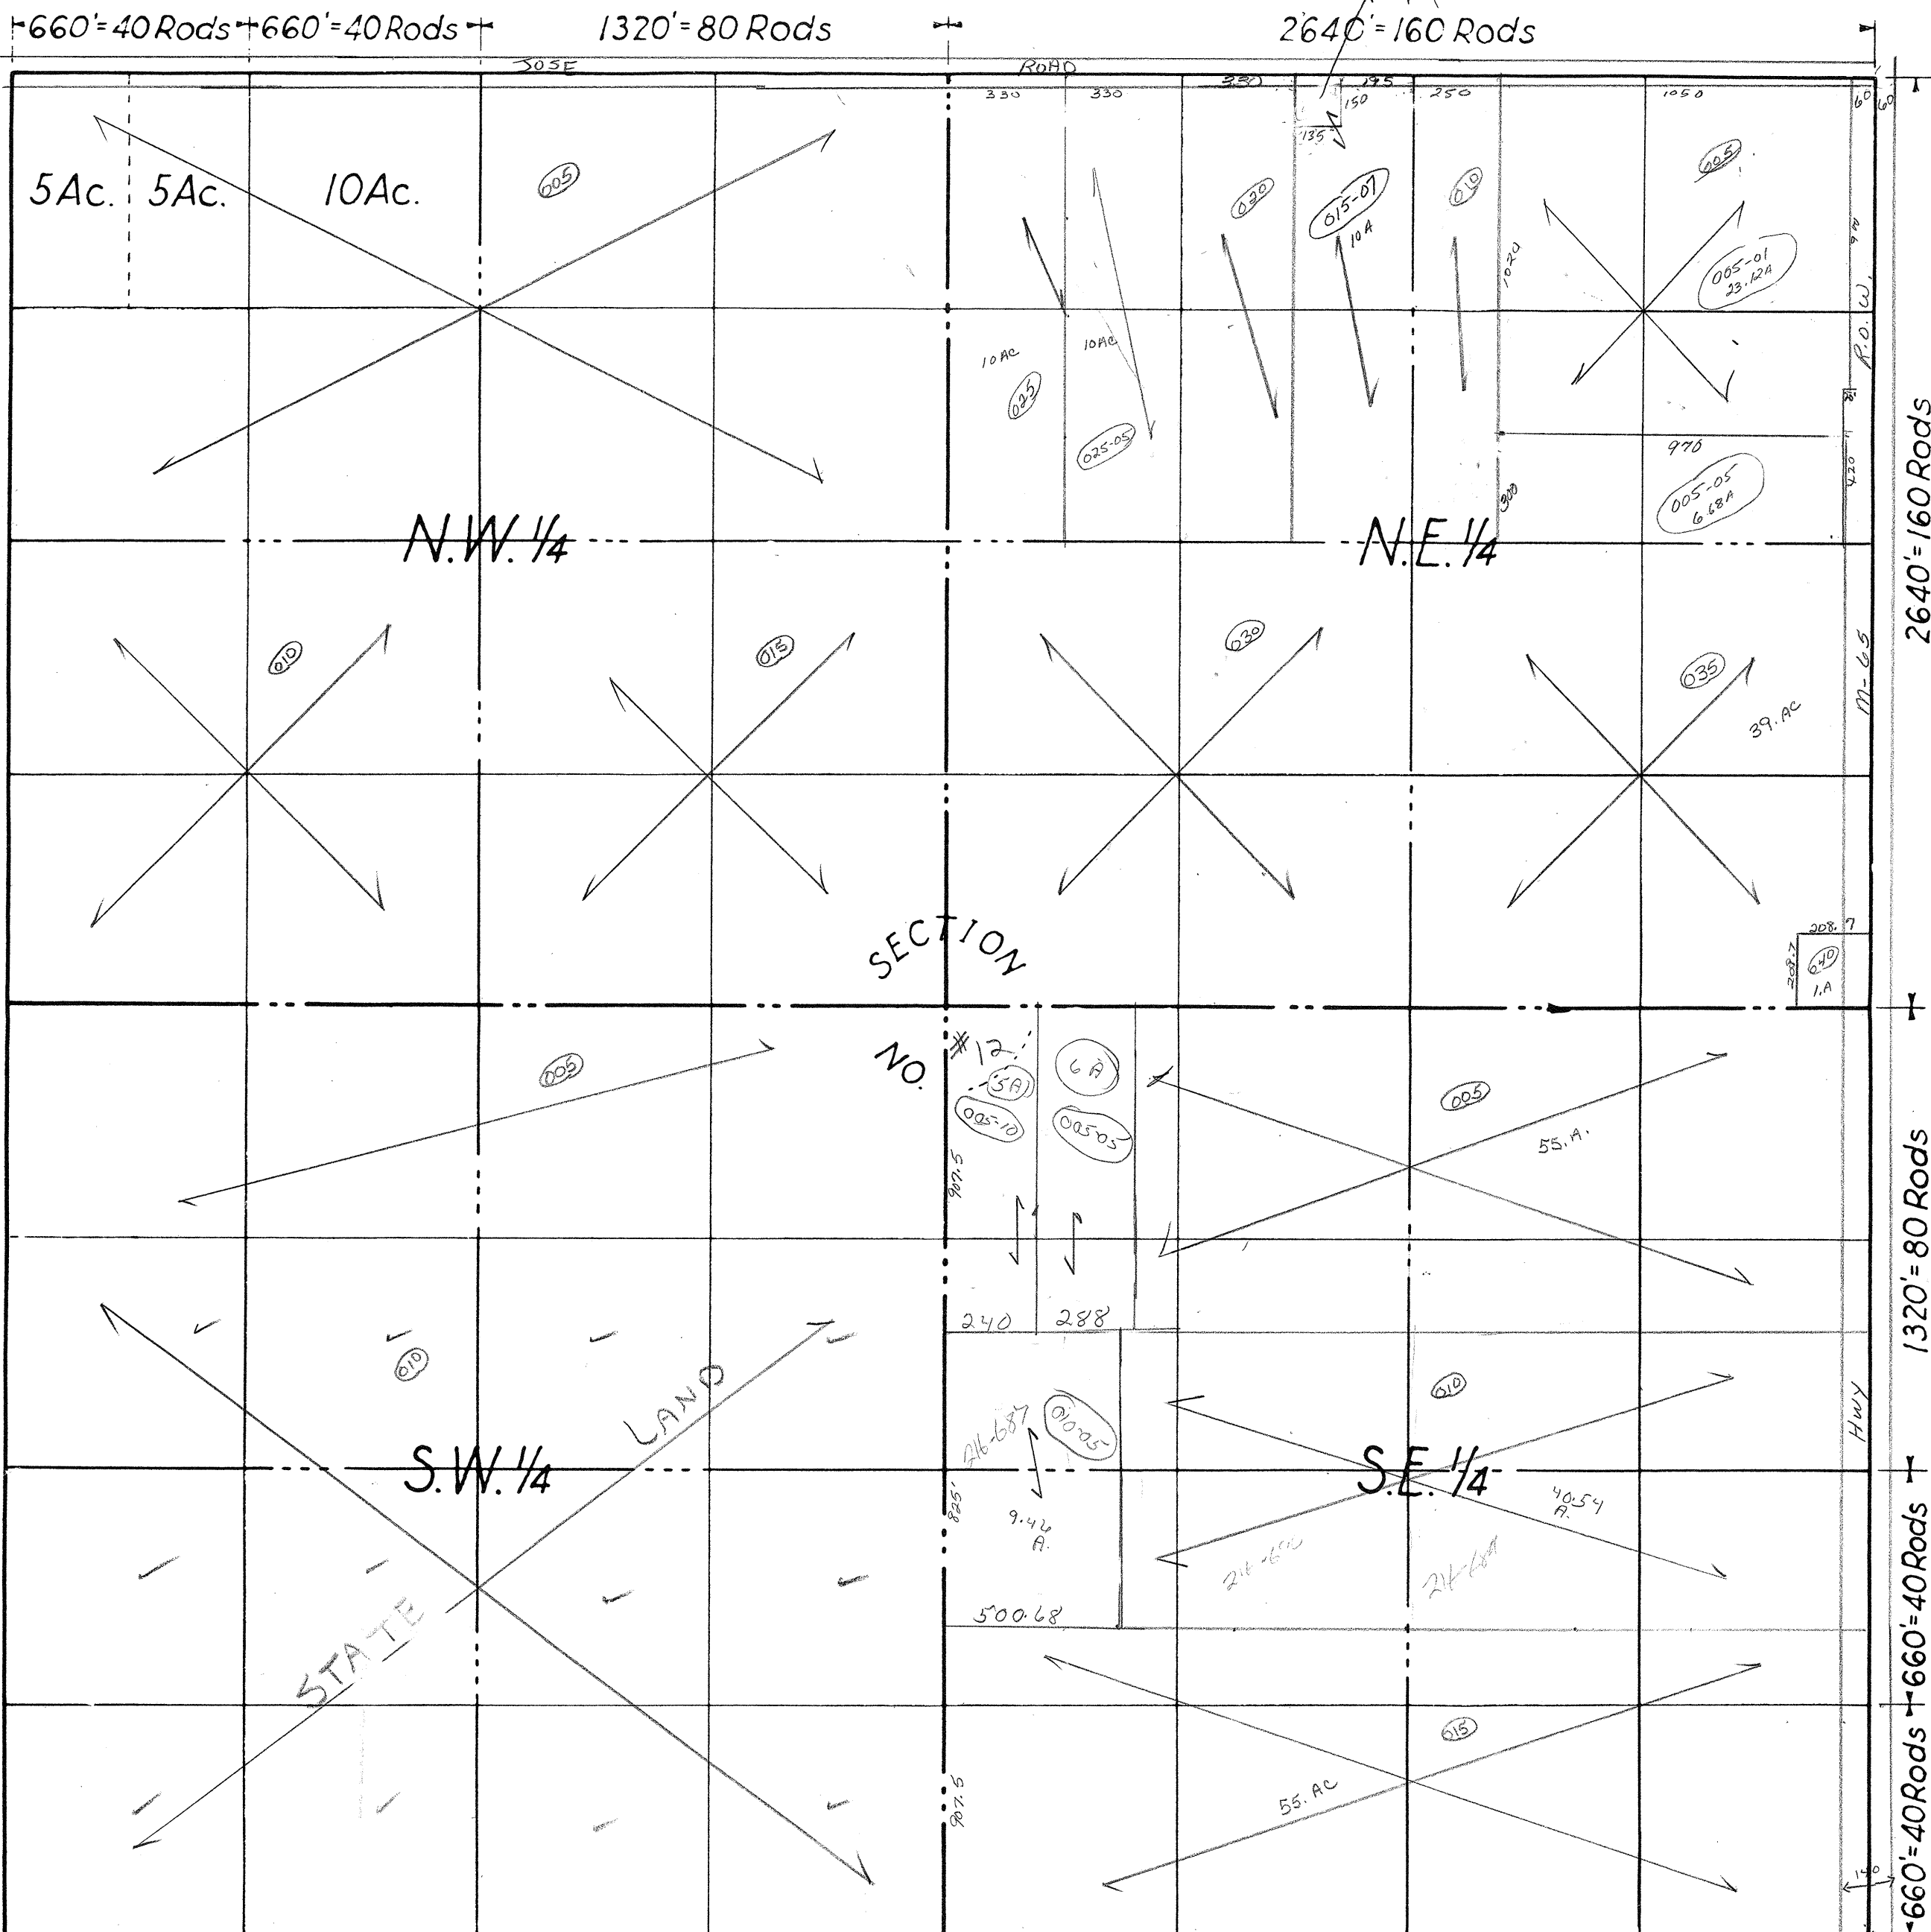 660'=40 Rods 660'=40 Rods 1320'=80 Rods 2640'=160 Rods
JOSE ROAD
330 330 330 195 250 1050 60 60
150
135
5Ac. 5Ac. 10Ac. 005
020 015-07 010 005
10A
1020
005-01
23.12A
R.O.W.
10AC 10AC
025
025-05
970
420
005-05
6.68A
300
2640'=160 Rods
N.W. 1/4 N.E. 1/4
010 015 030 035
39.AC
M-65
208.7
208.7
040
1.A
SECTION
NO. #12
005
5A 6A
005-10 005-05
005
55.A.
907.5
1320'=80 Rods
240 288
010
LAND
STATE
216-687
010-05
010
HWY
S.W. 1/4 S.E. 1/4
825'
9.42
A.
40.54
A.
500.68
660'=40 Rods
015
55. AC
907.5
140
660'=40 Rods